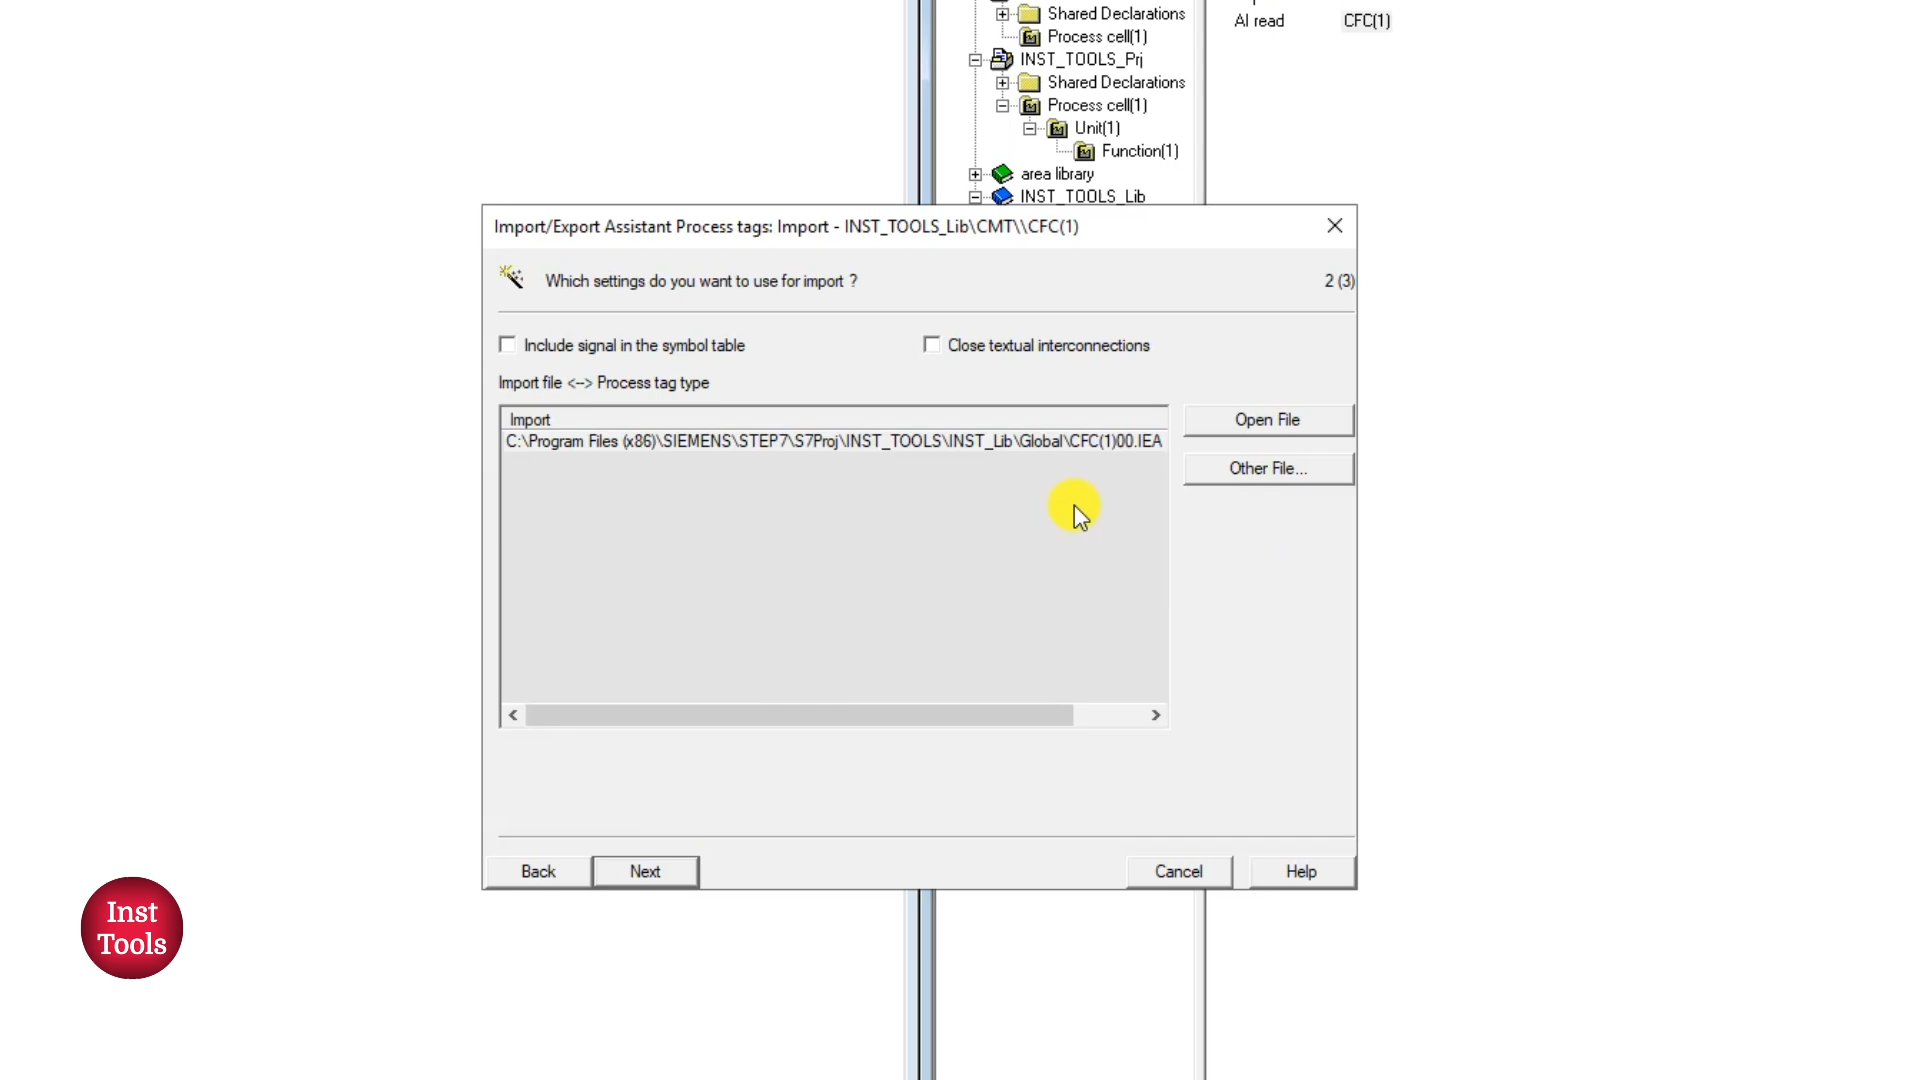 Shared Declarations
AI read CFC(1)
Process cell(1)
INST_TOOLS_Prj
Shared Declarations
Process cell(1)
Unit(1)
Function(1)
area library
INST_TOOLS_Lib
Import/Export Assistant Process tags: Import - INST_TOOLS_Lib\CMT\\CFC(1)
Which settings do you want to use for import ?
2 (3)
Include signal in the symbol table
Close textual interconnections
Import file <--> Process tag type
Import
Open File
C:\Program Files (x86)\SIEMENS\STEP7\S7Proj\INST_TOOLS\INST_Lib\Global\CFC(1)00.IEA
Other File...
Back
Next
Cancel
Help
Inst
Tools